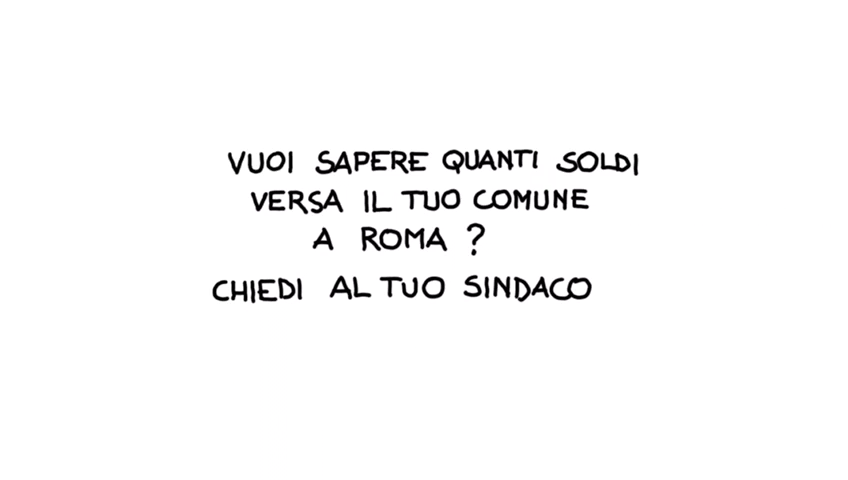 VUOI SAPERE QUANTI SOLDI
VERSA IL TUO COMUNE
A ROMA ?
CHIEDI AL TUO SINDACO